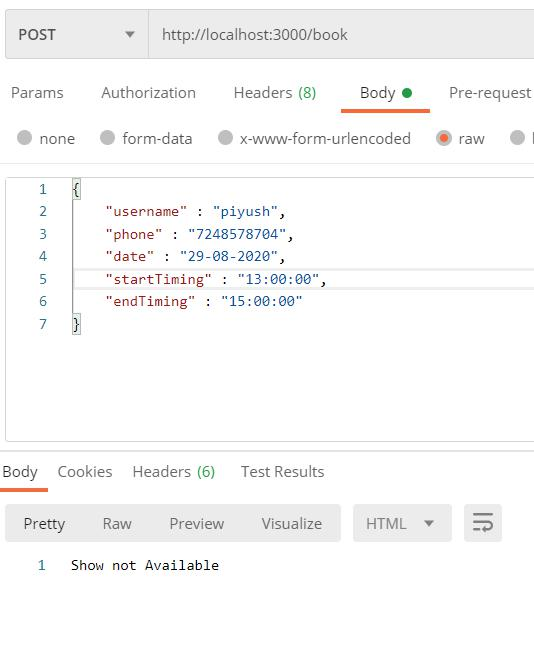 POST http://localhost:3000/book
Params Authorization Headers (8) Body Pre-request
none form-data x-www-form-urlencoded raw
1 {
2 "username" : "piyush",
3 "phone" : "7248578704",
4 "date" : "29-08-2020",
5 "startTiming" : "13:00:00",
6 "endTiming" : "15:00:00"
7 }
Body Cookies Headers (6) Test Results
Pretty Raw Preview Visualize HTML
1 Show not Available